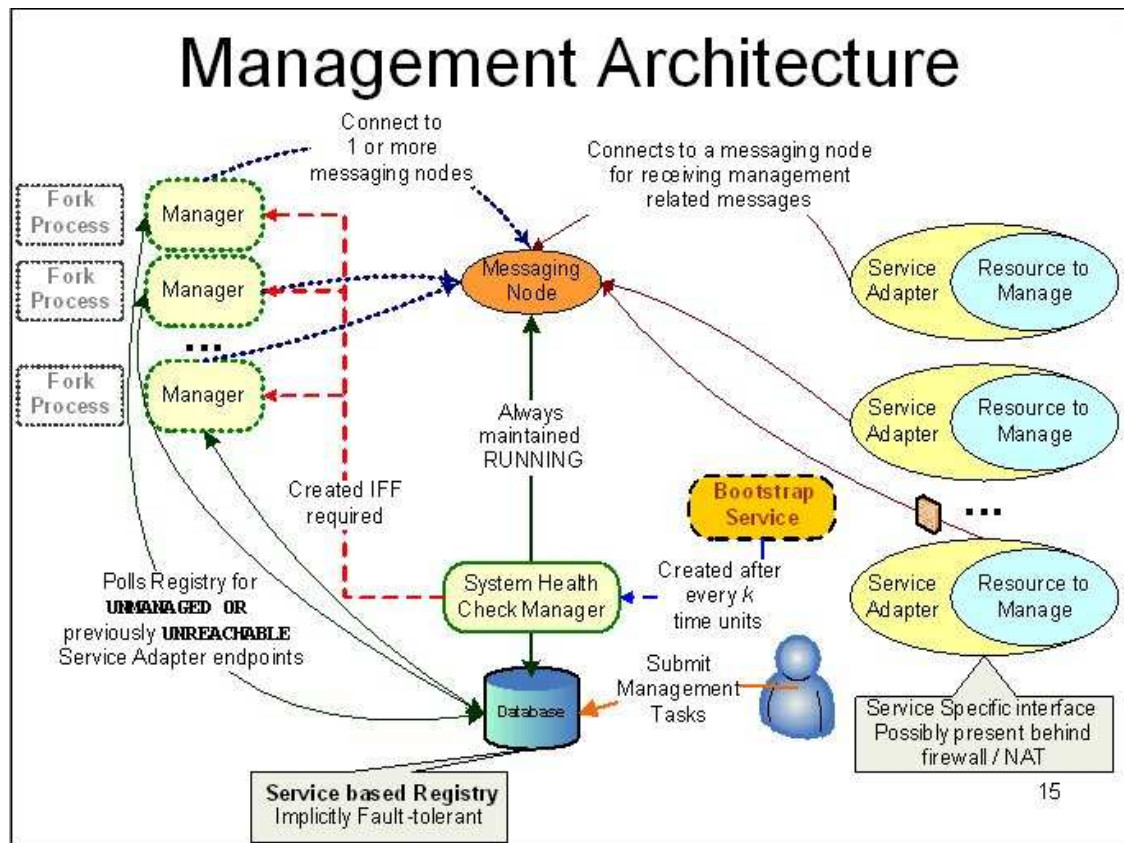 Management Architecture
Connect to
1 or more
messaging nodes
Connects to a messaging node
for receiving management
related messages
Fork
Process
Manager
Fork
Process
Manager
...
Fork
Process
Manager
Messaging
Node
Service
Adapter
Resource to
Manage
Service
Adapter
Resource to
Manage
...
Service
Adapter
Resource to
Manage
Always
maintained
RUNNING
Created IFF
required
Bootstrap
Service
Polls Registry for
UNMANAGED OR
previously UNREACHABLE
Service Adapter endpoints
System Health
Check Manager
Created after
every k
time units
Submit
Management
Tasks
Database
Service Specific interface
Possibly present behind
firewall / NAT
Service based Registry
Implicitly Fault-tolerant
15